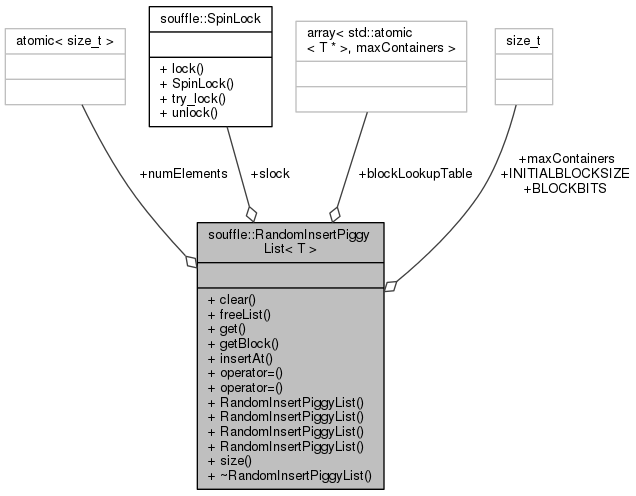 atomic< size_t >
souffle::SpinLock
+ lock()
+ SpinLock()
+ try_lock()
+ unlock()
array< std::atomic
< T * >, maxContainers >
size_t
+numElements
+slock
+blockLookupTable
+maxContainers
+INITIALBLOCKSIZE
+BLOCKBITS
souffle::RandomInsertPiggy
List< T >
+ clear()
+ freeList()
+ get()
+ getBlock()
+ insertAt()
+ operator=()
+ operator=()
+ RandomInsertPiggyList()
+ RandomInsertPiggyList()
+ RandomInsertPiggyList()
+ RandomInsertPiggyList()
+ size()
+ ~RandomInsertPiggyList()